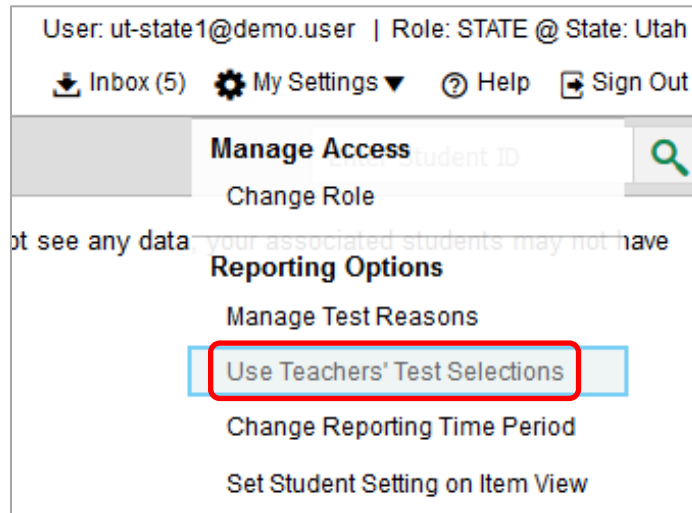 User: ut-state1@demo.user | Role: STATE @ State: Utah
Inbox (5) My Settings ▼ Help Sign Out
Manage Access
Enter Student ID
Change Role
ot see any data your associated students may not have
Reporting Options
Manage Test Reasons
Use Teachers' Test Selections
Change Reporting Time Period
Set Student Setting on Item View